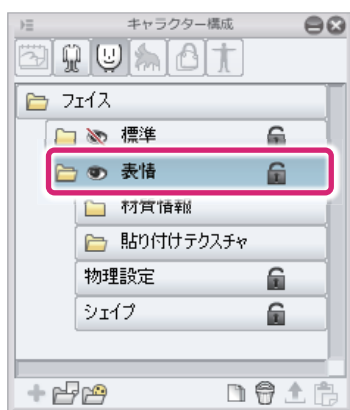 キャラクター構成
フェイス
標準
表情
材質情報
貼り付けテクスチャ
物理設定
シェイプ